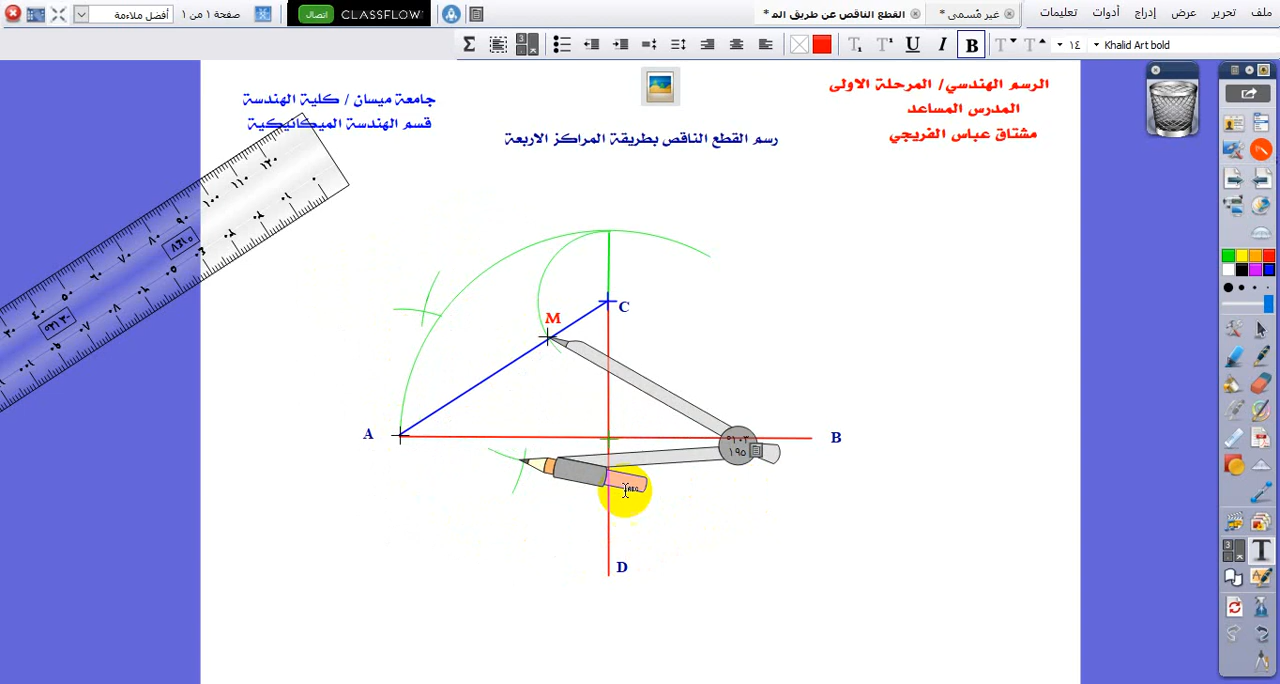 ملف تحرير عرض إدراج أدوات تعليمات
غير مُسمى *
القطع الناقص عن طريق الم *
CLASSFLOW
اتصال
صفحة ١ من ١
أفضل ملاءمة
Khalid Art bold
١٤
B I U
الرسم الهندسي/ المرحلة الاولى
المدرس المساعد
مشتاق عباس الفريجي
جامعة ميسان / كلية الهندسة
قسم الهندسة الميكانيكية
رسم القطع الناقص بطريقة المراكز الاربعة
C
M
A
B
D